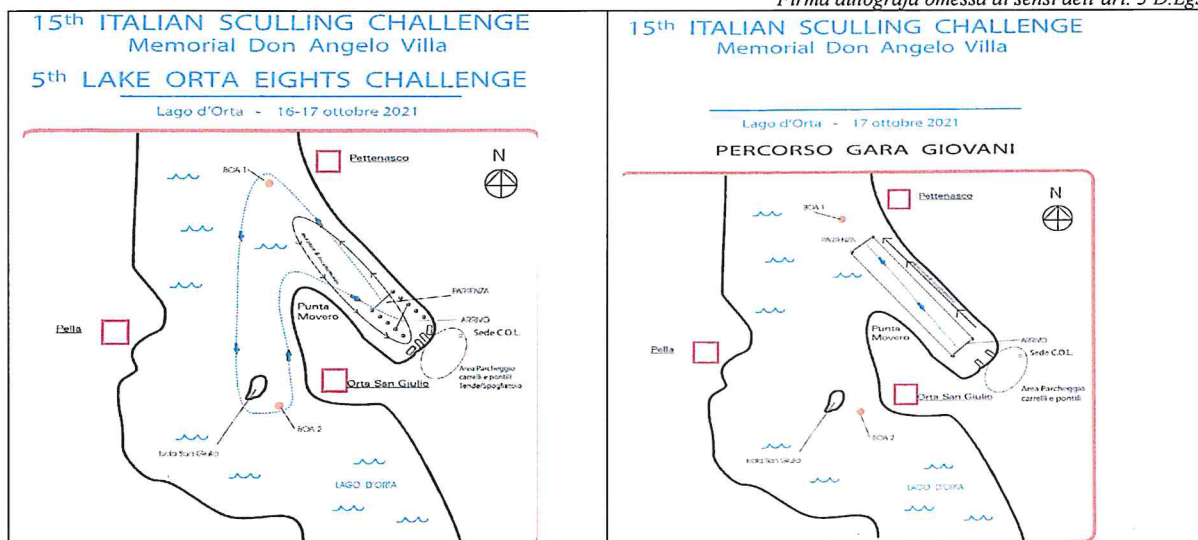 Firma autografa omessa ai sensi dell'art. 3 D.Lgs
15th ITALIAN SCULLING CHALLENGE
Memorial Don Angelo Villa
5th LAKE ORTA EIGHTS CHALLENGE
Lago d'Orta - 16-17 ottobre 2021
Pettenasco
N
BOA 1
PARTENZA
Punta
Movero
ARRIVO
Sede C.O.L.
Pella
Area Parcheggio
carrelli e pontili
Tende/Spogliatoio
Orta San Giulio
BOA 2
Isola San Giulio
LAGO D'ORTA
15th ITALIAN SCULLING CHALLENGE
Memorial Don Angelo Villa
Lago d'Orta - 17 ottobre 2021
PERCORSO GARA GIOVANI
Pettenasco
N
BOA 1
PARTENZA
Punta
Movero
ARRIVO
Sede C.O.L.
Pella
Area Parcheggio
carrelli e pontili
Orta San Giulio
BOA 2
Isola San Giulio
LAGO D'ORTA